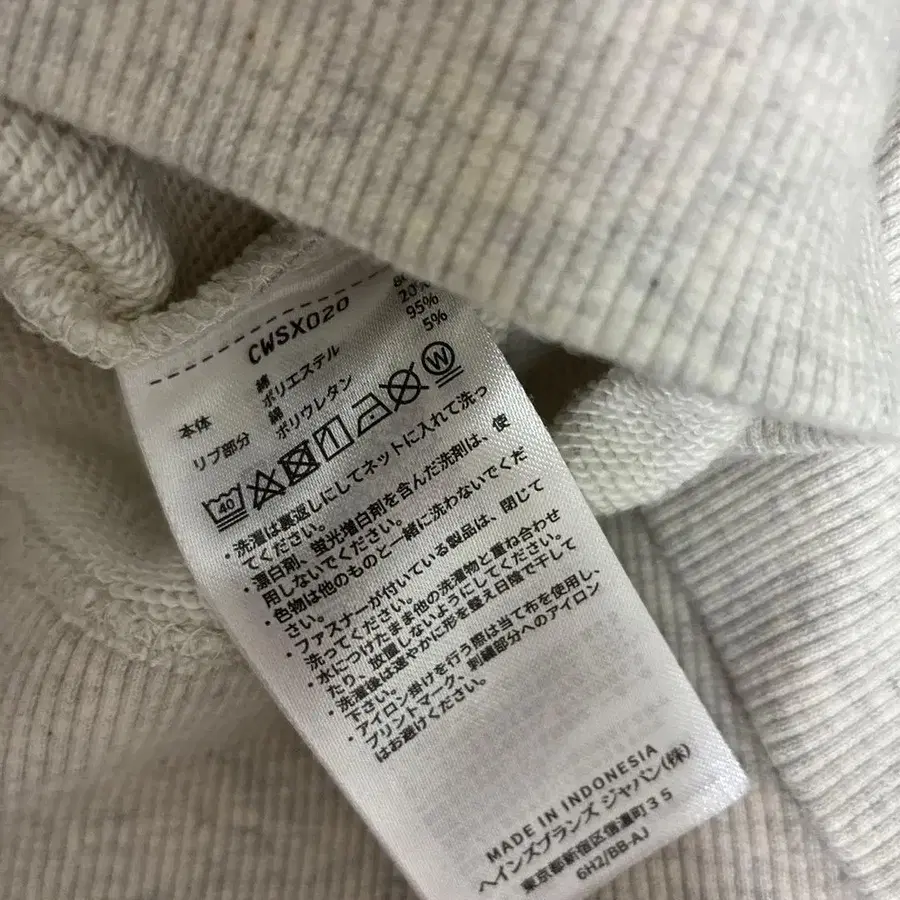 CWSX020
本体 綿 80
ポリエステル 20%
リブ部分 綿 95%
ポリウレタン 5%
40 W
・洗濯は裏返しにしてネットに入れて洗っ
てください。
・漂白剤、蛍光増白剤を含んだ洗剤は、使
用しないでください。
・色物は他のものと一緒に洗わないでくだ
さい。
・ファスナーが付いている製品は、閉じて
洗ってください。
・水につけたまま他の洗濯物と重ね合わせ
たり、放置しないようにしてください。
・洗濯後は速やかに形を整え日陰で干して
下さい。
・アイロン掛けを行う際は当て布を使用し、
プリントマーク、刺繍部分へのアイロン
はお避けください。
MADE IN INDONESIA
ヘインズブランズ ジャパン(株)
東京都新宿区信濃町35
6H2/BB-AJ